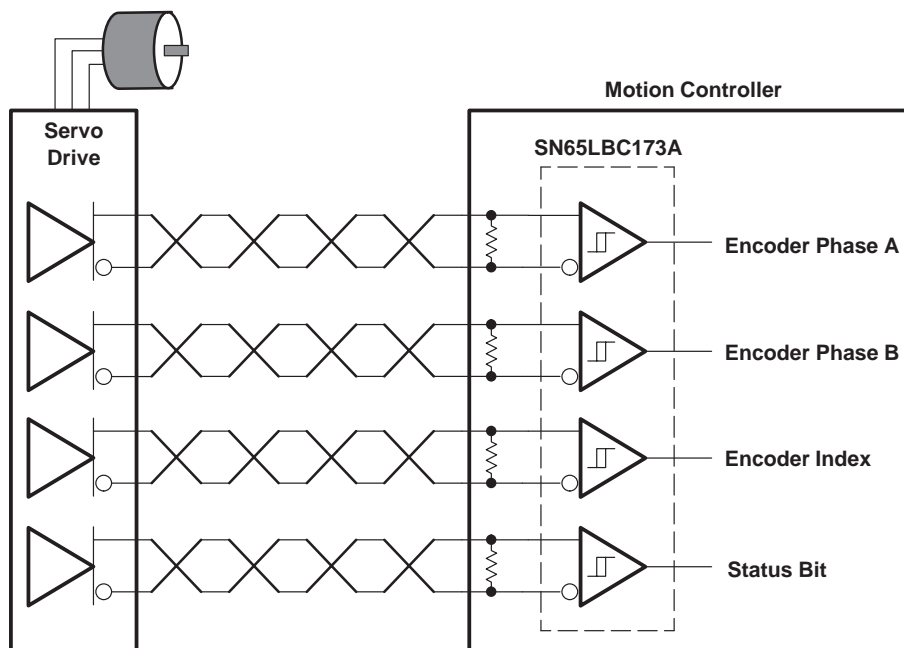 Motion Controller
Servo
Drive
SN65LBC173A
Encoder Phase A
Encoder Phase B
Encoder Index
Status Bit